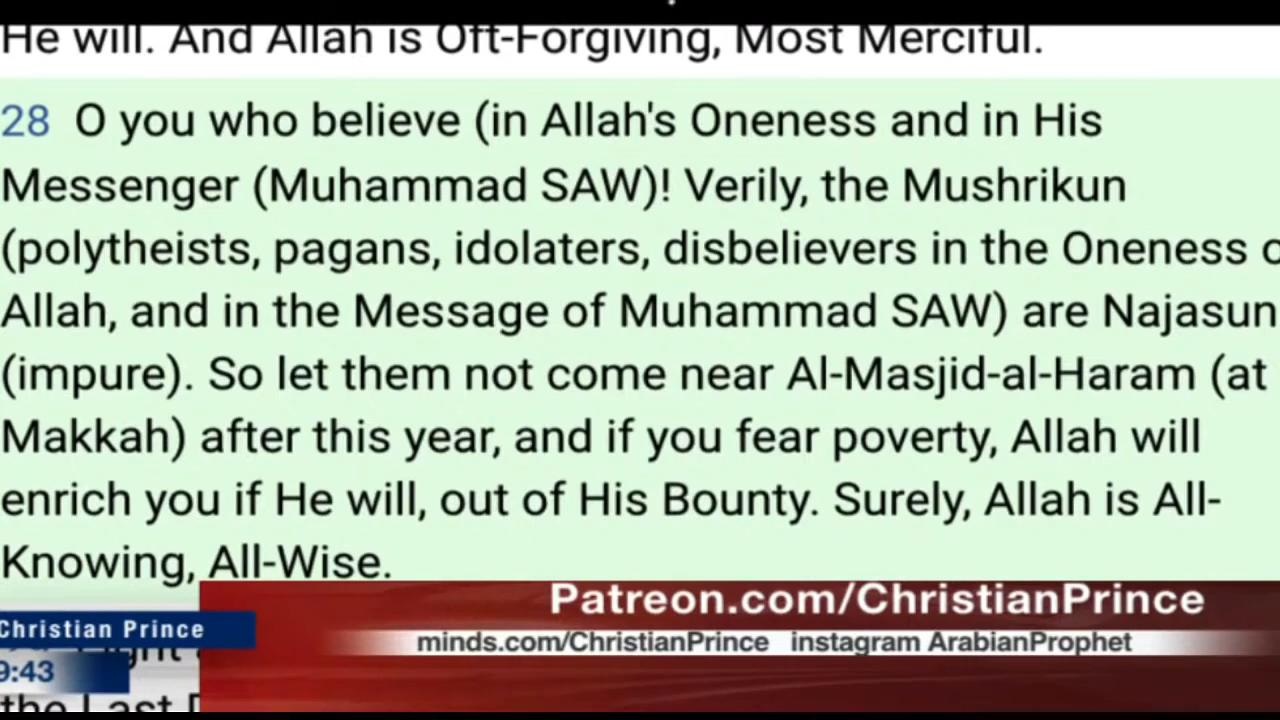 He will. And Allah is Oft-Forgiving, Most Merciful.
28 O you who believe (in Allah's Oneness and in His
Messenger (Muhammad SAW)! Verily, the Mushrikun
(polytheists, pagans, idolaters, disbelievers in the Oneness
Allah, and in the Message of Muhammad SAW) are Najasun
(impure). So let them not come near Al-Masjid-al-Haram (at
Makkah) after this year, and if you fear poverty, Allah will
enrich you if He will, out of His Bounty. Surely, Allah is All-
Knowing, All-Wise.
Patreon.com/ChristianPrince
Christian Prince
minds.com/ChristianPrince instagram ArabianProphet
9:43
the Last